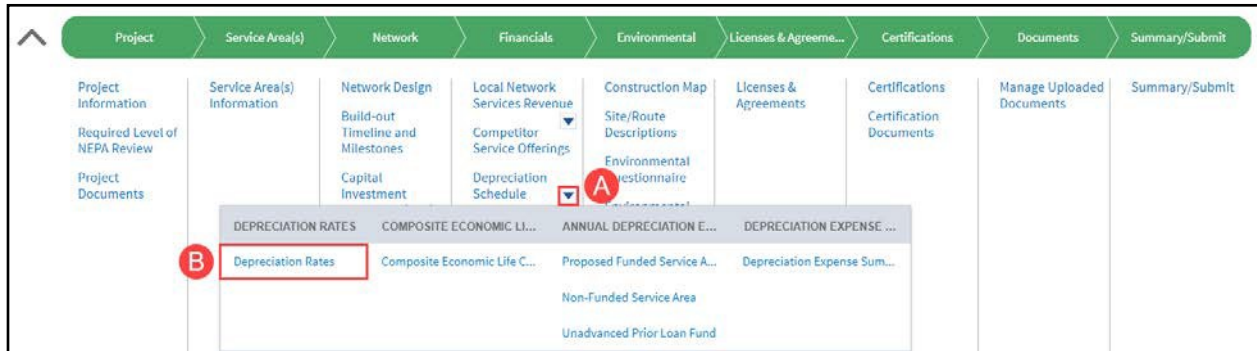 Project
Service Area(s)
Network
Financials
Environmental
Licenses & Agreeme...
Certifications
Documents
Summary/Submit
Project
Information
Required Level of
NEPA Review
Project
Documents
Service Area(s)
Information
Network Design
Build-out
Timeline and
Milestones
Capital
Investment
Local Network
Services Revenue
Competitor
Service Offerings
Depreciation
Schedule
A
Construction Map
Site/Route
Descriptions
Environmental
uestionnaire
Licenses &
Agreements
Certifications
Certification
Documents
Manage Uploaded
Documents
Summary/Submit
DEPRECIATION RATES
COMPOSITE ECONOMIC LI...
ANNUAL DEPRECIATION E...
DEPRECIATION EXPENSE ...
B
Depreciation Rates
Composite Economic Life C...
Proposed Funded Service A...
Depreciation Expense Sum...
Non-Funded Service Area
Unadvanced Prior Loan Fund